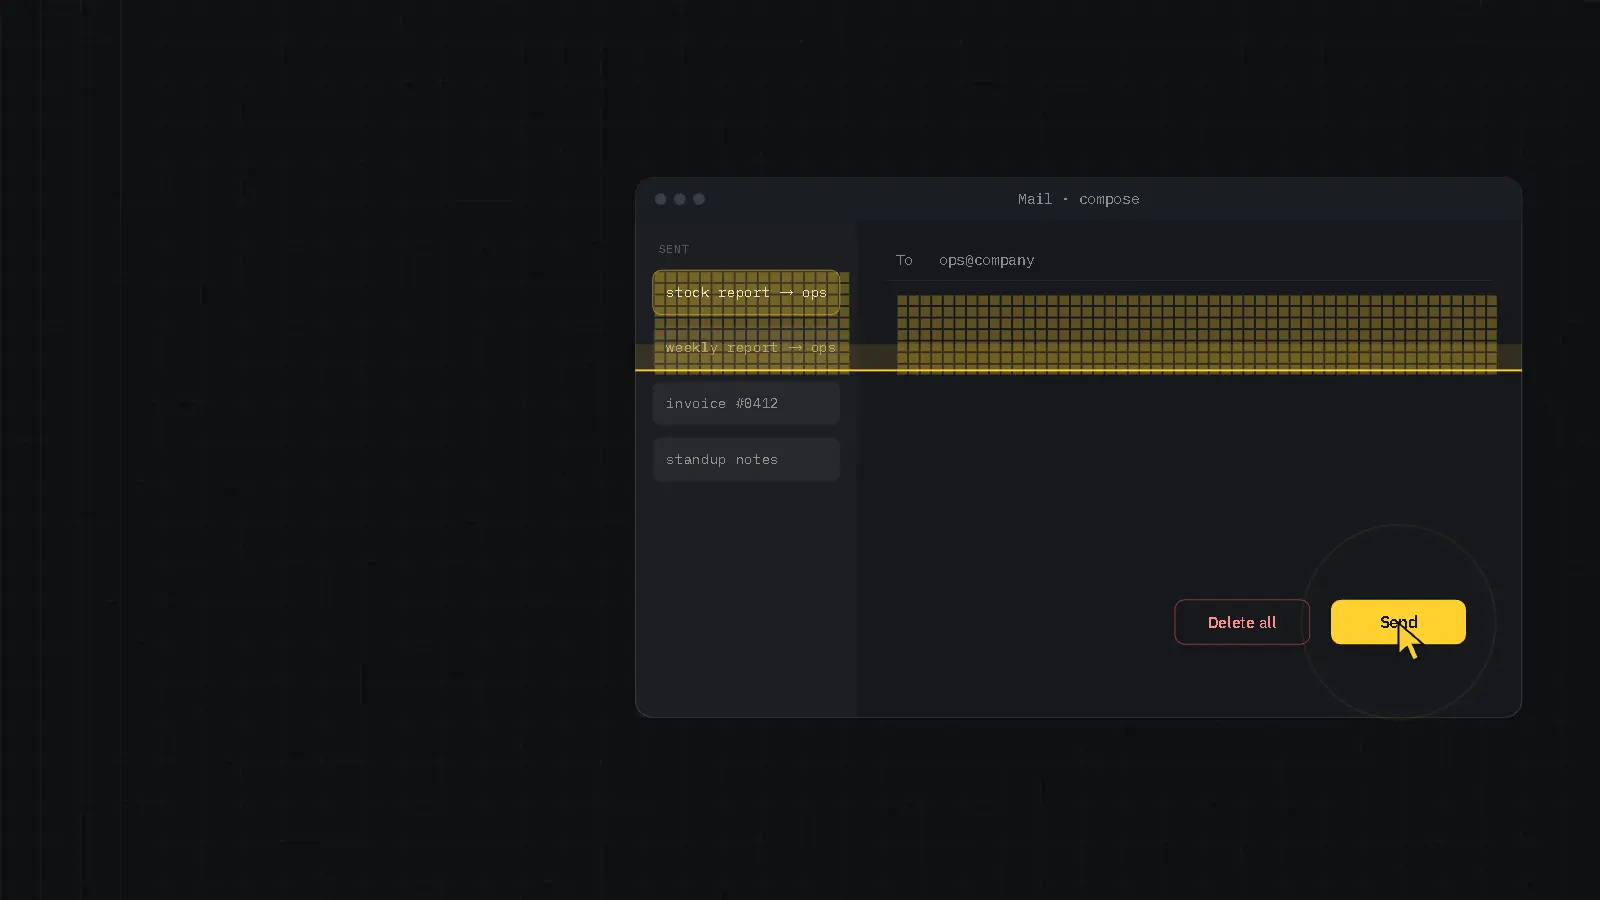 Mail · compose
SENT
stock report → ops
weekly report → ops
invoice #0412
standup notes
To ops@company
Delete all
Send